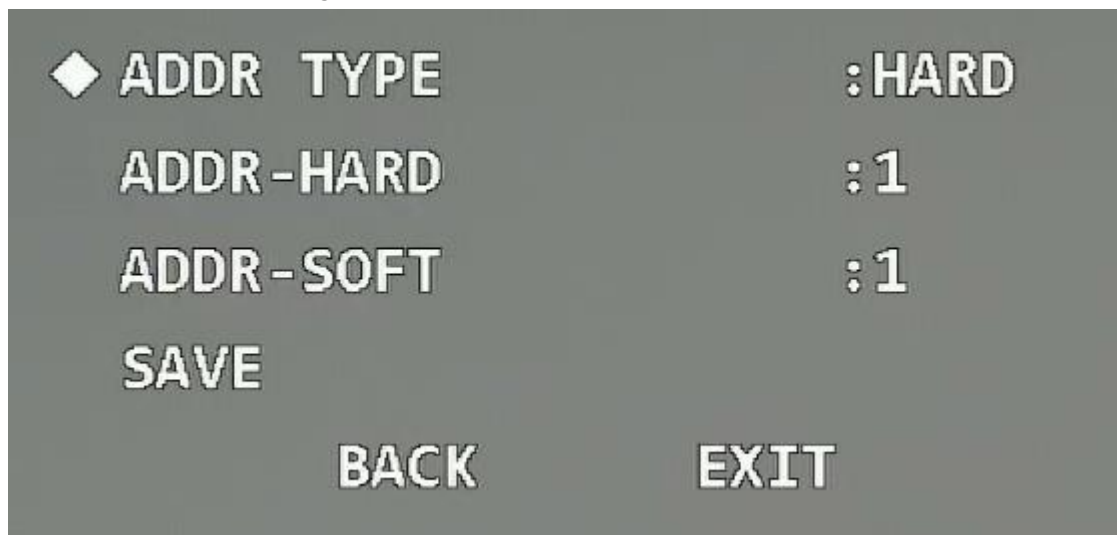 ADDR TYPE :HARD
ADDR-HARD :1
ADDR-SOFT :1
SAVE
BACK EXIT